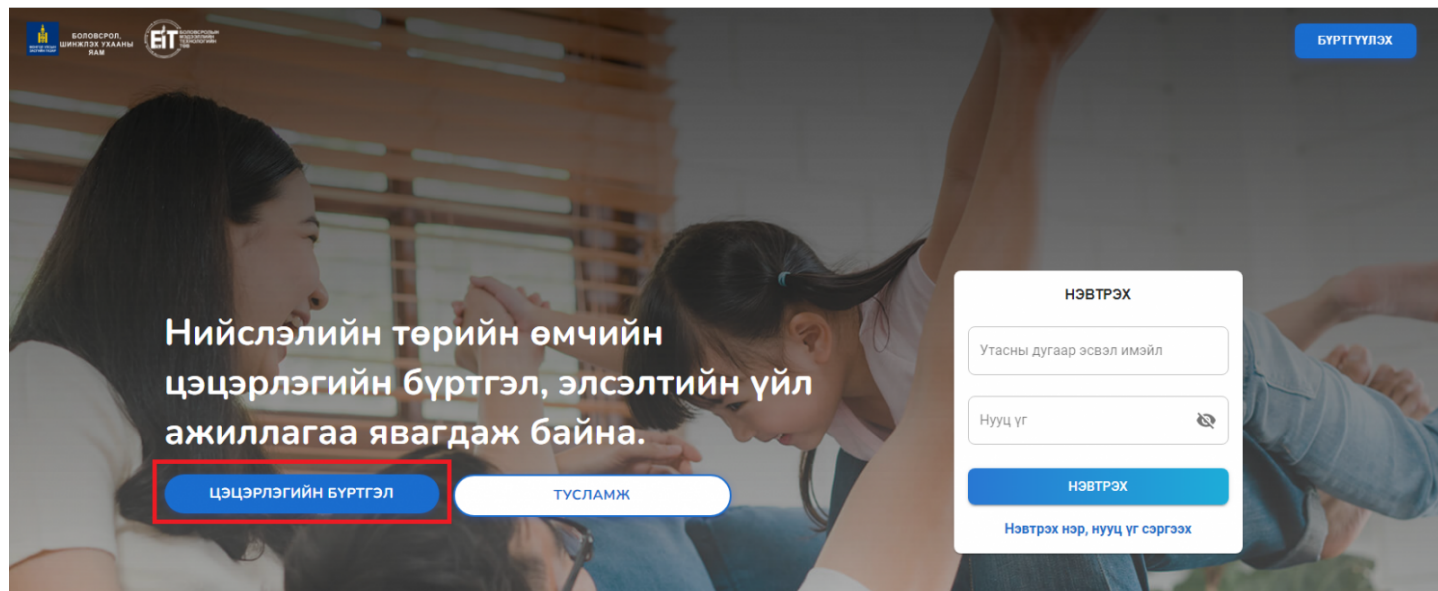 БОЛОВСРОЛ,
ШИНЖЛЭХ УХААНЫ
ЯАМ
EiT
БҮРТГҮҮЛЭХ
Нийслэлийн төрийн өмчийн
цэцэрлэгийн бүртгэл, элсэлтийн үйл
ажиллагаа явагдаж байна.
ЦЭЦЭРЛЭГИЙН БҮРТГЭЛ
ТУСЛАМЖ
НЭВТРЭХ
Утасны дугаар эсвэл имэйл
Нууц үг
НЭВТРЭХ
Нэвтрэх нэр, нууц үг сэргээх